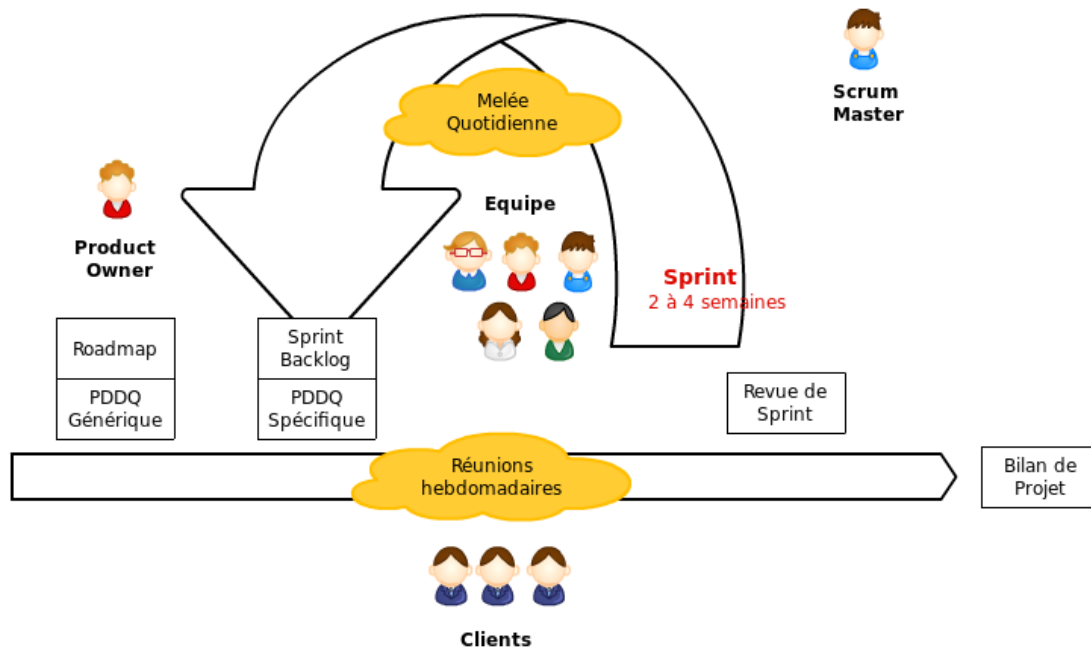 Melée
Quotidienne
Scrum
Master
Equipe
Product
Owner
Sprint
2 à 4 semaines
Roadmap
PDDQ
Générique
Sprint
Backlog
PDDQ
Spécifique
Revue de
Sprint
Réunions
hebdomadaires
Bilan de
Projet
Clients